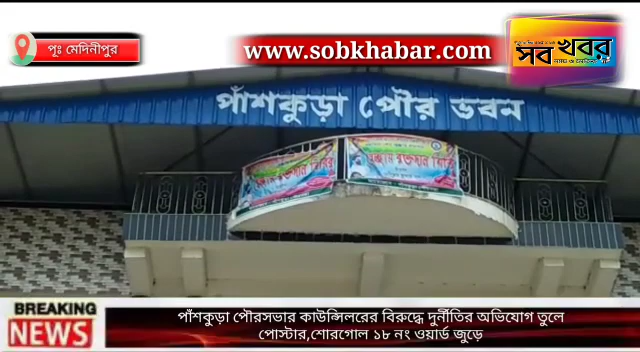 পূঃ মেদিনীপুর
www.sobkhabar.com
সব খবর
পাঁশকুড়া পৌর ভবন
BREAKING
NEWS
পাঁশকুড়া পৌরসভার কাউন্সিলরের বিরুদ্ধে দুর্নীতির অভিযোগ তুলে
পোস্টার,শোরগোল ১৮ নং ওয়ার্ড জুড়ে